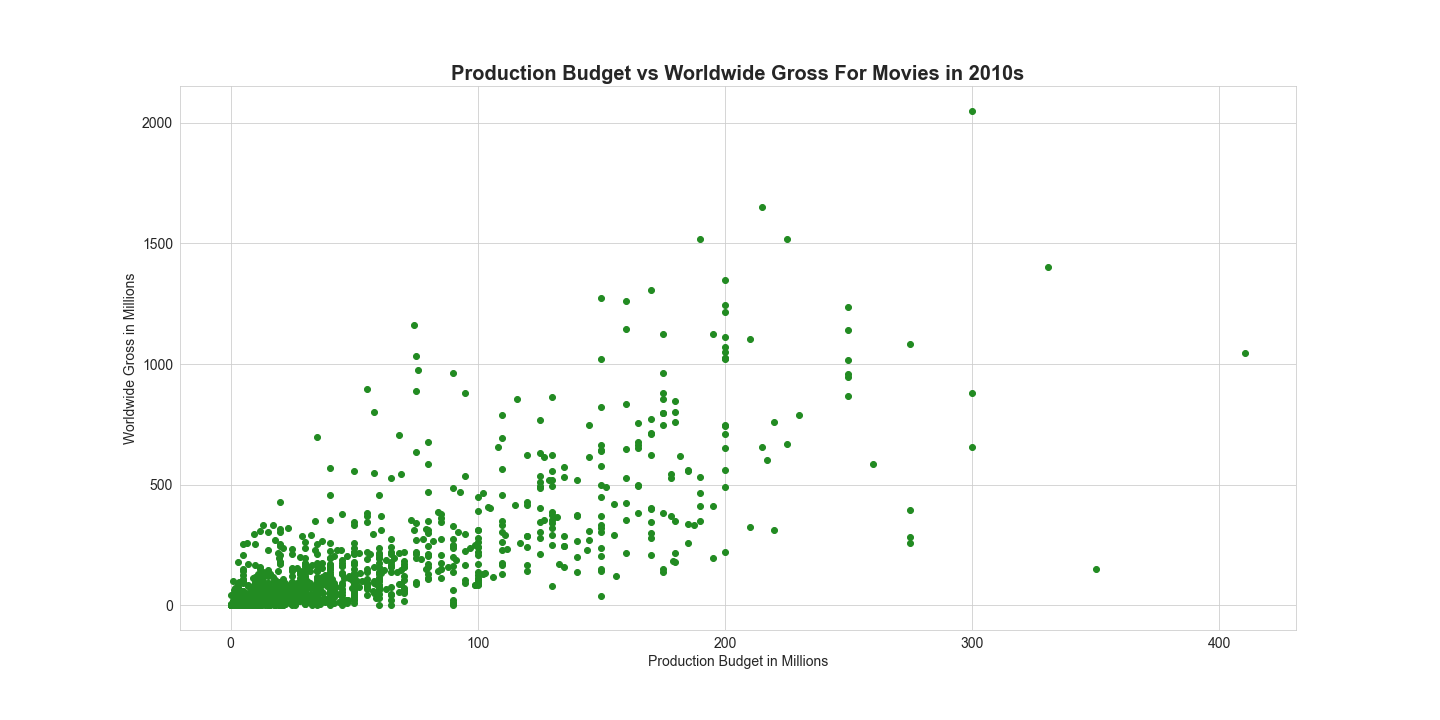 Production Budget vs Worldwide Gross For Movies in 2010s
2000
1500
1000
500
0
Worldwide Gross in Millions
0 100 200 300 400
Production Budget in Millions